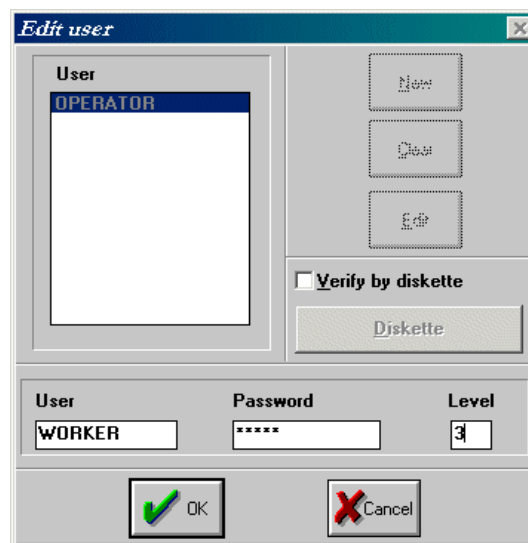 Edit user
User
OPERATOR
New
Clear
Edit
Verify by diskette
Diskette
User Password Level
WORKER ***** 3
OK Cancel